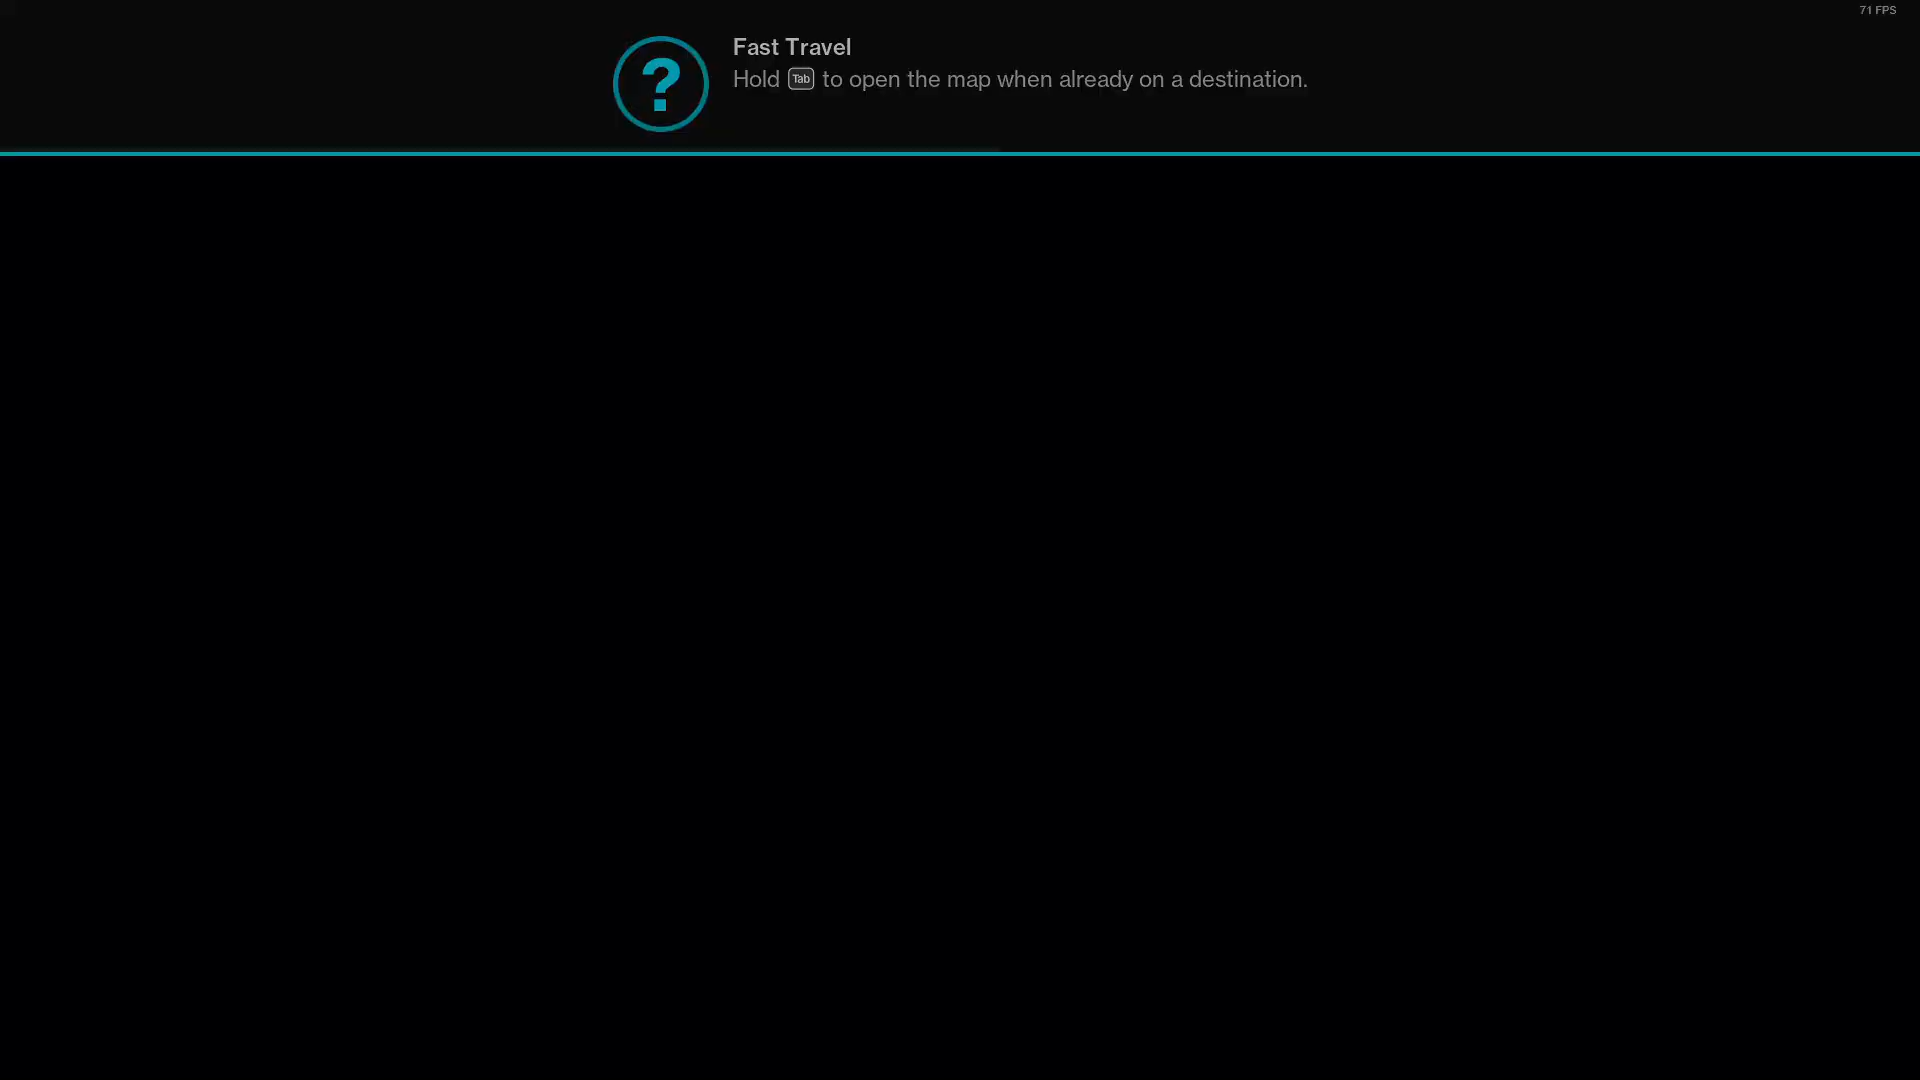 71 FPS
Fast Travel
Hold Tab to open the map when already on a destination.